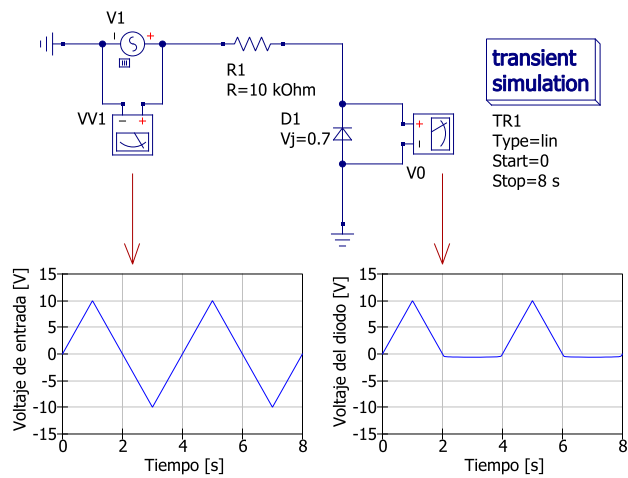 V1
R1
R=10 kOhm
VV1
D1
Vj=0.7
V0
transient
simulation
TR1
Type=lin
Start=0
Stop=8 s
Voltaje de entrada [V]
15
10
5
0
-5
-10
-15
0 2 4 6 8
Tiempo [s]
Voltaje del diodo [V]
15
10
5
0
-5
-10
-15
0 2 4 6 8
Tiempo [s]